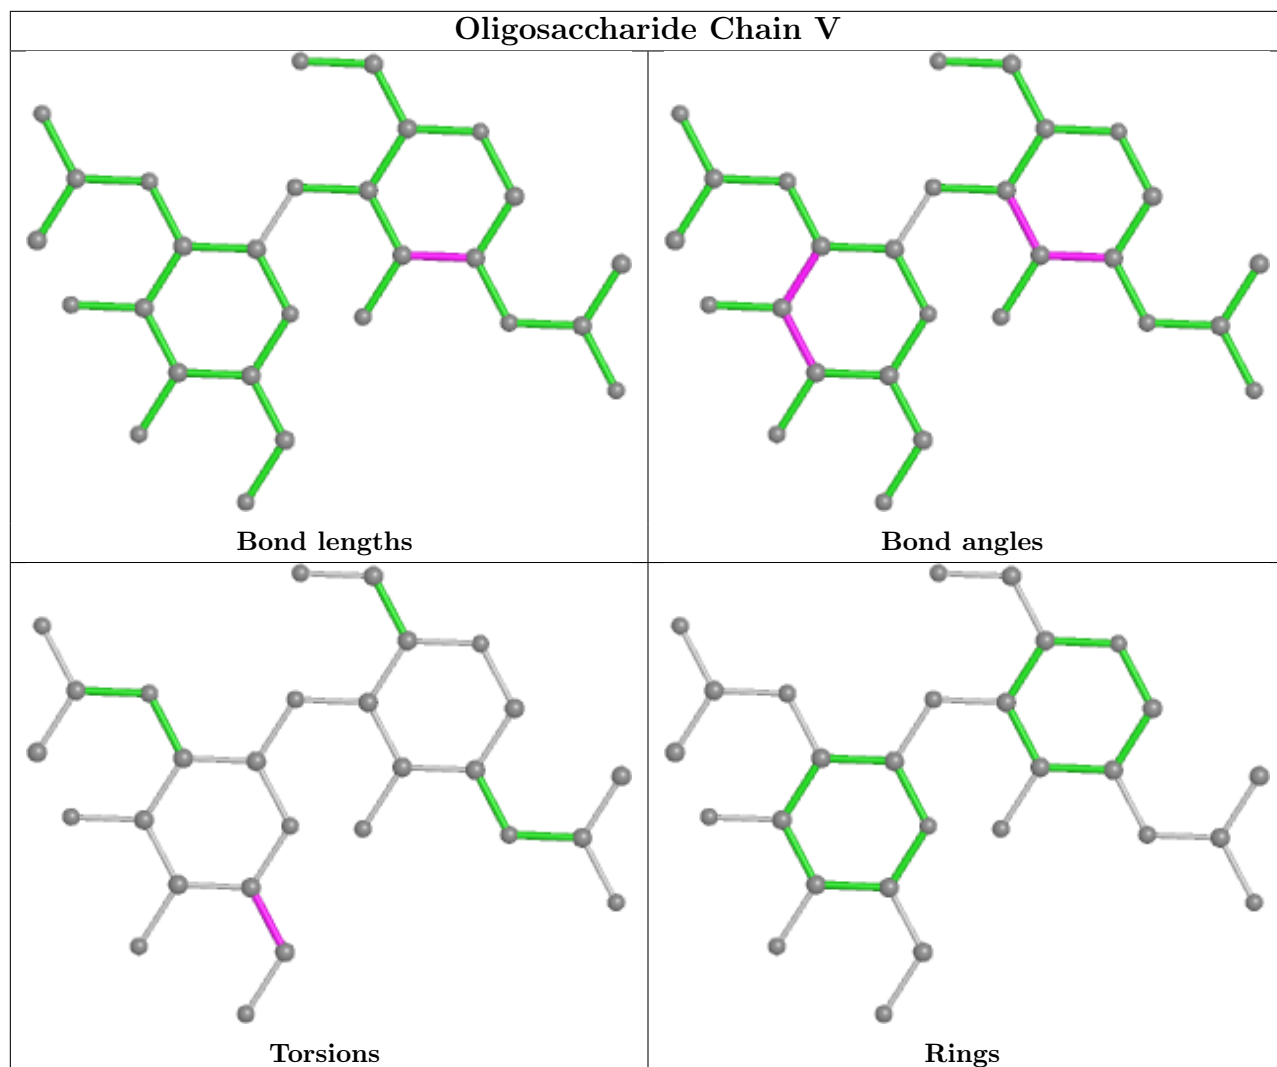 Oligosaccharide Chain V
Bond lengths
Bond angles
Torsions
Rings